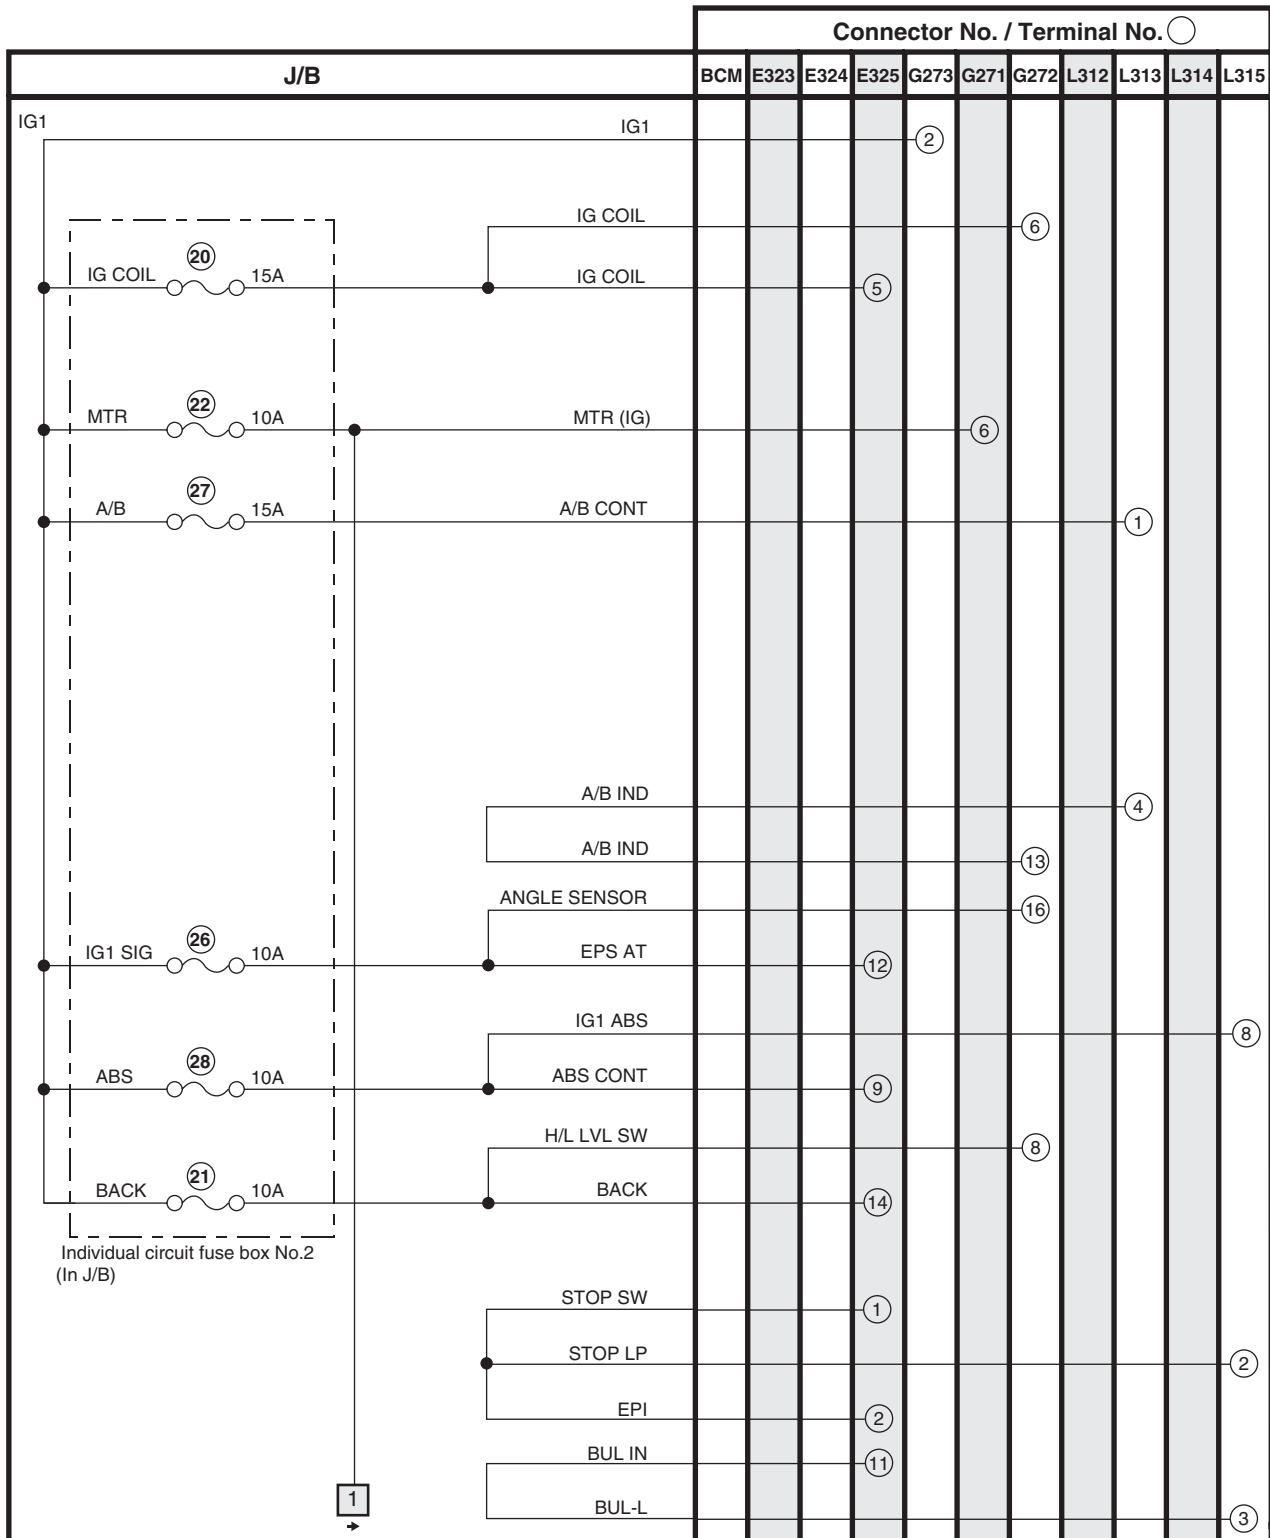 Connector No. / Terminal No.
J/B BCM E323 E324 E325 G273 G271 G272 L312 L313 L314 L315
IG1 IG1 2
IG COIL 6
20
IG COIL 15A IG COIL 5
22
MTR 10A MTR (IG) 6
27
A/B 15A A/B CONT 1
A/B IND 4
A/B IND 13
ANGLE SENSOR 16
26
IG1 SIG 10A EPS AT 12
IG1 ABS 8
28
ABS 10A ABS CONT 9
H/L LVL SW 8
21
BACK 10A BACK 14
Individual circuit fuse box No.2
(In J/B)
STOP SW 1
STOP LP 2
EPI 2
BUL IN 11
1
BUL-L 3